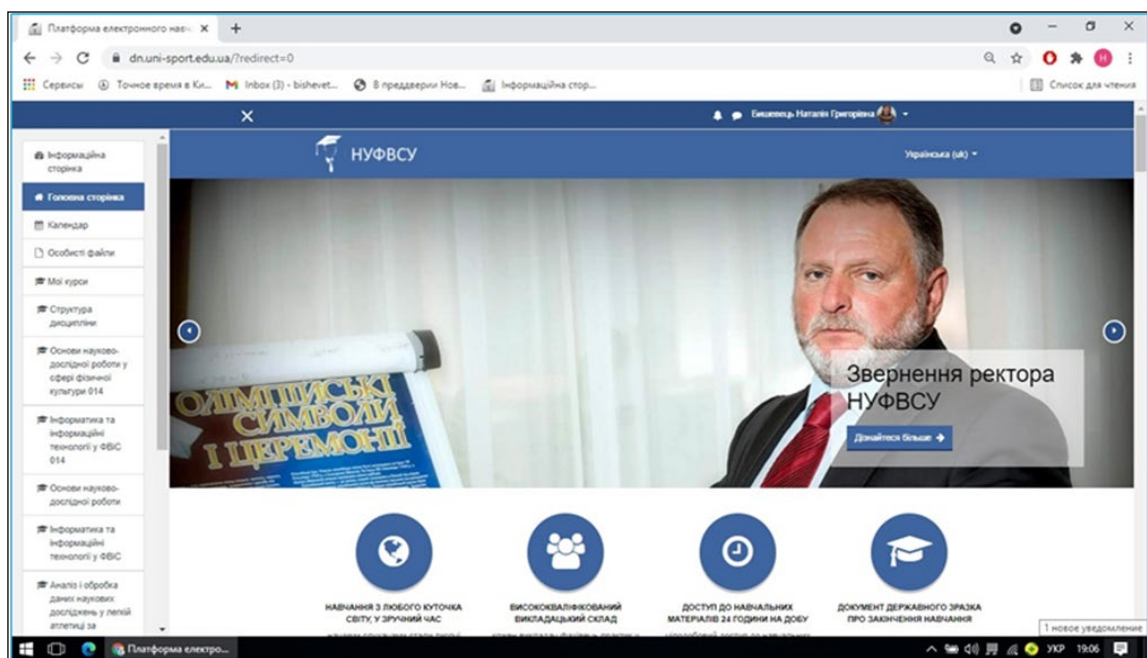 Платформа електронного навч
dn.uni-sport.edu.ua/?redirect=0
Сервисы
Точное время в Ки...
Inbox (3) - bishevet...
В преддверии Нов...
Інформаційна стор...
Список для чтения
Бишевець Наталія Григорівна
НУФВСУ
Українська (uk)
Інформаційна
сторінка
Головна сторінка
Календар
Особисті файли
Мої курси
Структура
дисципліни
Основи науково-
дослідної роботи у
сфері фізичної
культури 014
Інформатика та
інформаційні
технології у ФВІС
014
Основи науково-
дослідної роботи
Інформатика та
інформаційні
технології у ФВІС
Аналіз і обробка
даних наукових
досліджень у легкій
атлетиці за
ОЛІМПІЙСЬКІ
СИМВОЛИ
І ЦЕРЕМОНІЇ
Звернення ректора
НУФВСУ
Дізнайтеся більше
НАВЧАННЯ З ЛЮБОГО КУТОЧКА
СВІТУ, У ЗРУЧНИЙ ЧАС
ВИСОКОКВАЛІФІКОВАНИЙ
ВИКЛАДАЦЬКИЙ СКЛАД
ДОСТУП ДО НАВЧАЛЬНИХ
МАТЕРІАЛІВ 24 ГОДИНИ НА ДОБУ
ДОКУМЕНТ ДЕРЖАВНОГО ЗРАЗКА
ПРО ЗАКІНЧЕННЯ НАВЧАННЯ
1 новое уведомление
Платформа електро...
УКР
19:06